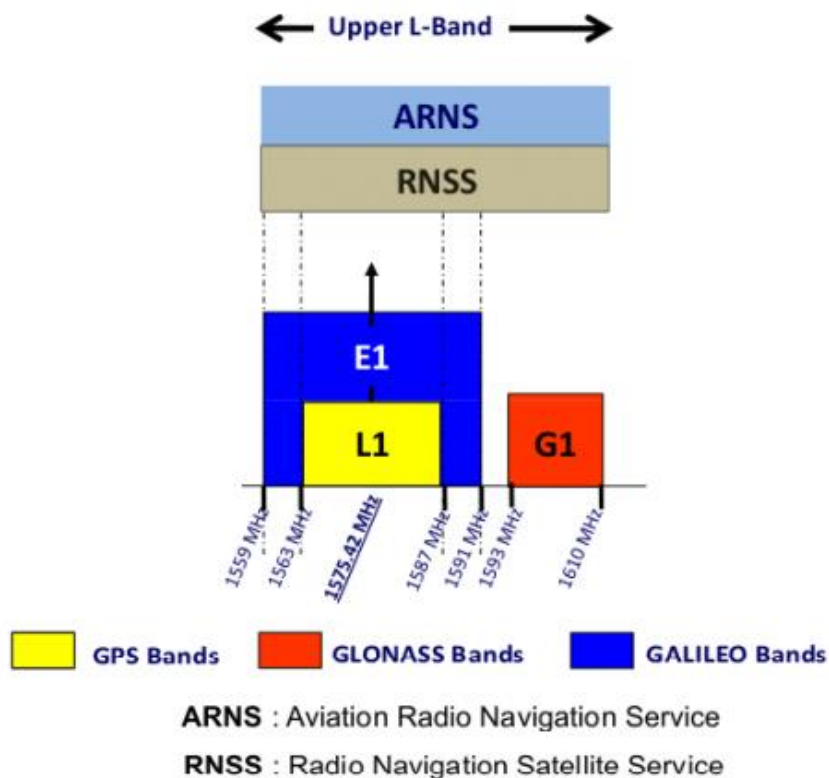 Upper L-Band
ARNS
RNSS
E1
L1
G1
1559 MHz
1563 MHz
1575.42 MHz
1587 MHz
1591 MHz
1593 MHz
1610 MHz
GPS Bands
GLONASS Bands
GALILEO Bands
ARNS : Aviation Radio Navigation Service
RNSS : Radio Navigation Satellite Service